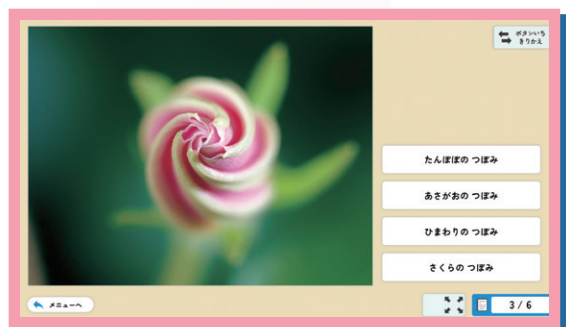 ボタンいち
きりかえ
たんぽぽの つぼみ
あさがおの つぼみ
ひまわりの つぼみ
さくらの つぼみ
メニューへ
3 / 6